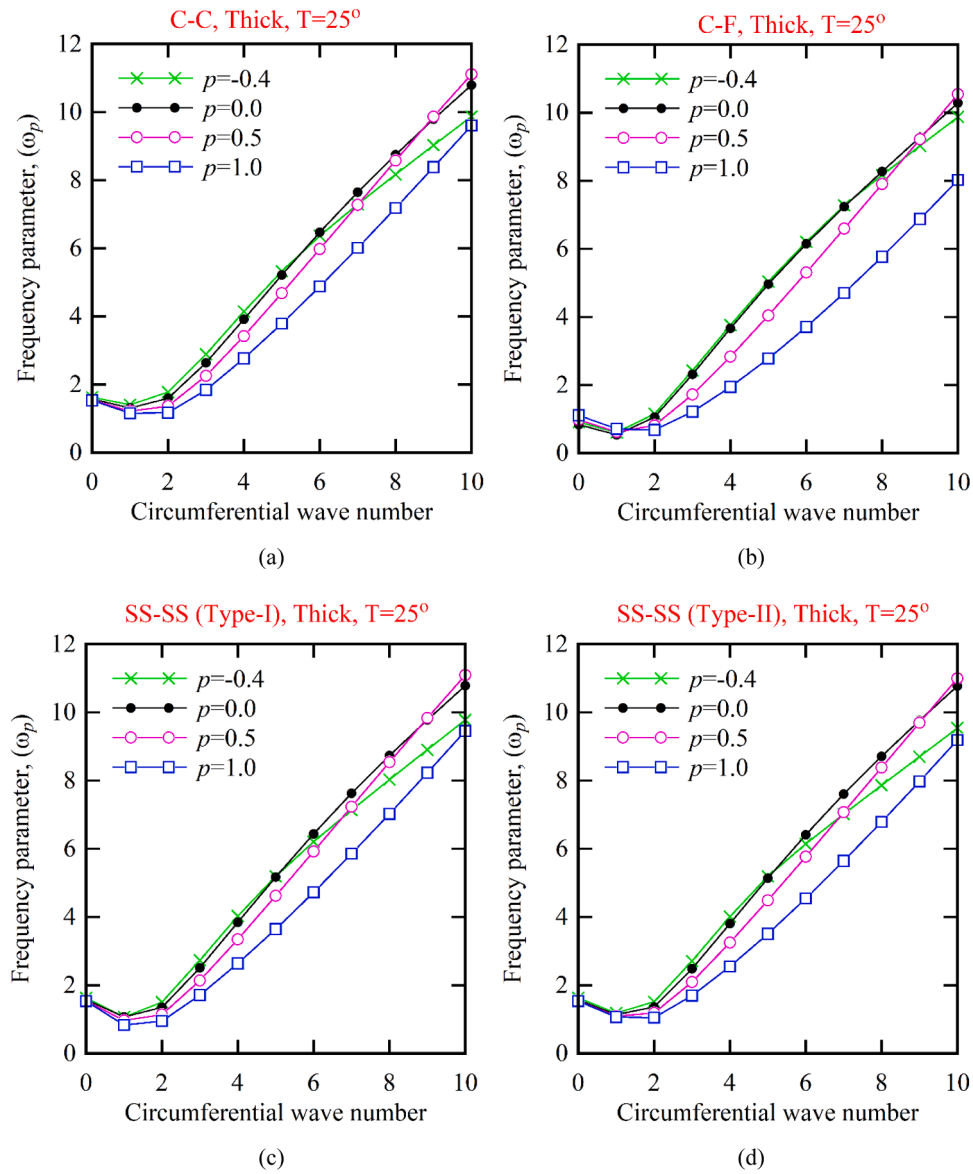 C-C, Thick, T=25°
12
10
8
6
4
2
0
Frequency parameter, (ωp)
p=-0.4
p=0.0
p=0.5
p=1.0
0 2 4 6 8 10
Circumferential wave number
(a)
C-F, Thick, T=25°
12
10
8
6
4
2
0
Frequency parameter, (ωp)
p=-0.4
p=0.0
p=0.5
p=1.0
0 2 4 6 8 10
Circumferential wave number
(b)
SS-SS (Type-I), Thick, T=25°
12
10
8
6
4
2
0
Frequency parameter, (ωp)
p=-0.4
p=0.0
p=0.5
p=1.0
0 2 4 6 8 10
Circumferential wave number
(c)
SS-SS (Type-II), Thick, T=25°
12
10
8
6
4
2
0
Frequency parameter, (ωp)
p=-0.4
p=0.0
p=0.5
p=1.0
0 2 4 6 8 10
Circumferential wave number
(d)